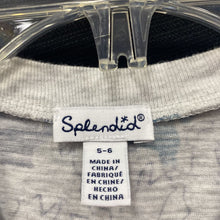 Splendid®
5-6
MADE IN
CHINA/
FABRIQUÉ
EN CHINE/
HECHO
EN CHINA